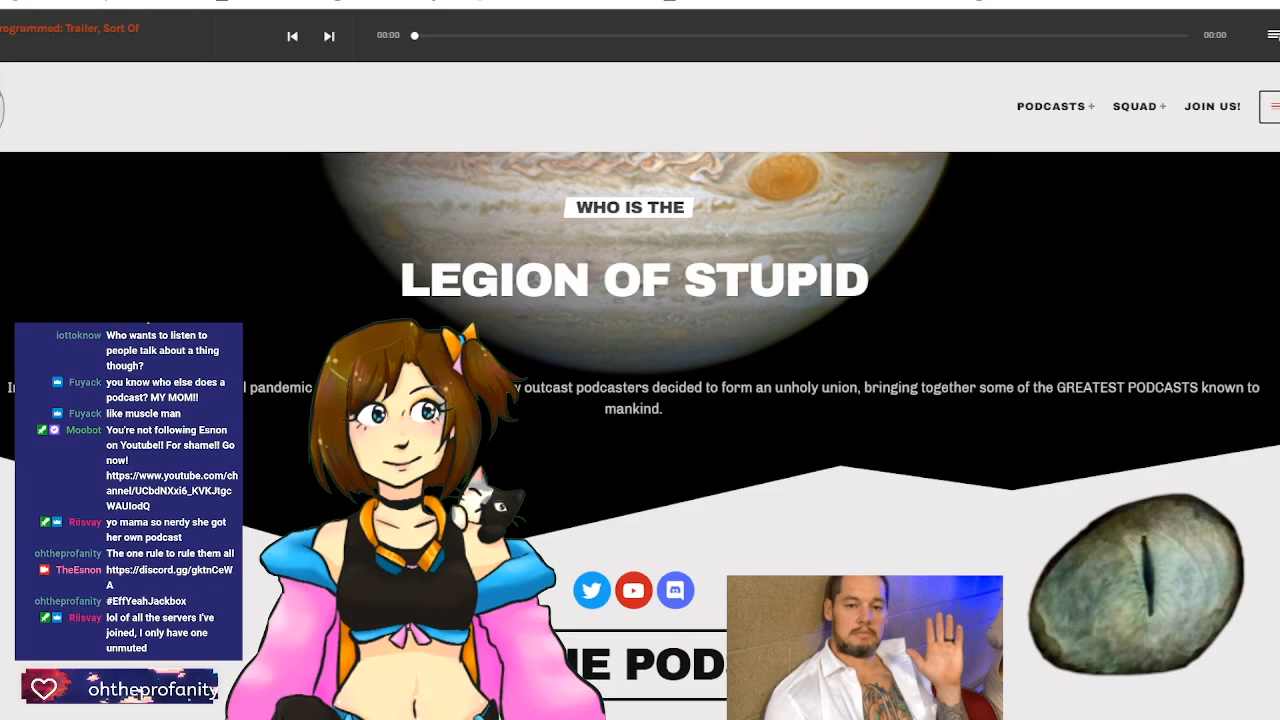 rogrammed: Trailer, Sort Of
00:00
00:00
PODCASTS+ SQUAD+ JOIN US!
WHO IS THE
LEGION OF STUPID
pandemic
outcast podcasters decided to form an unholy union, bringing together some of the GREATEST PODCASTS known to
mankind.
iottoknow Who wants to listen to
people talk about a thing
though?
Fuyack you know who else does a
podcast? MY MOM!!
Fuyack like muscle man
Moobot You're not following Esnon
on Youtube!! For shame!! Go
now!
https://www.youtube.com/ch
annel/UCbdNXxi6_KVKJtgc
WAUIodQ
Riisvay yo mama so nerdy she got
her own podcast
ohtheprofanity The one rule to rule them all
TheEsnon https://discord.gg/gktnCeW
A
ohtheprofanity #EffYeahJackbox
Riisvay lol of all the servers I've
joined, I only have one
unmuted
ohtheprofanity
E POD